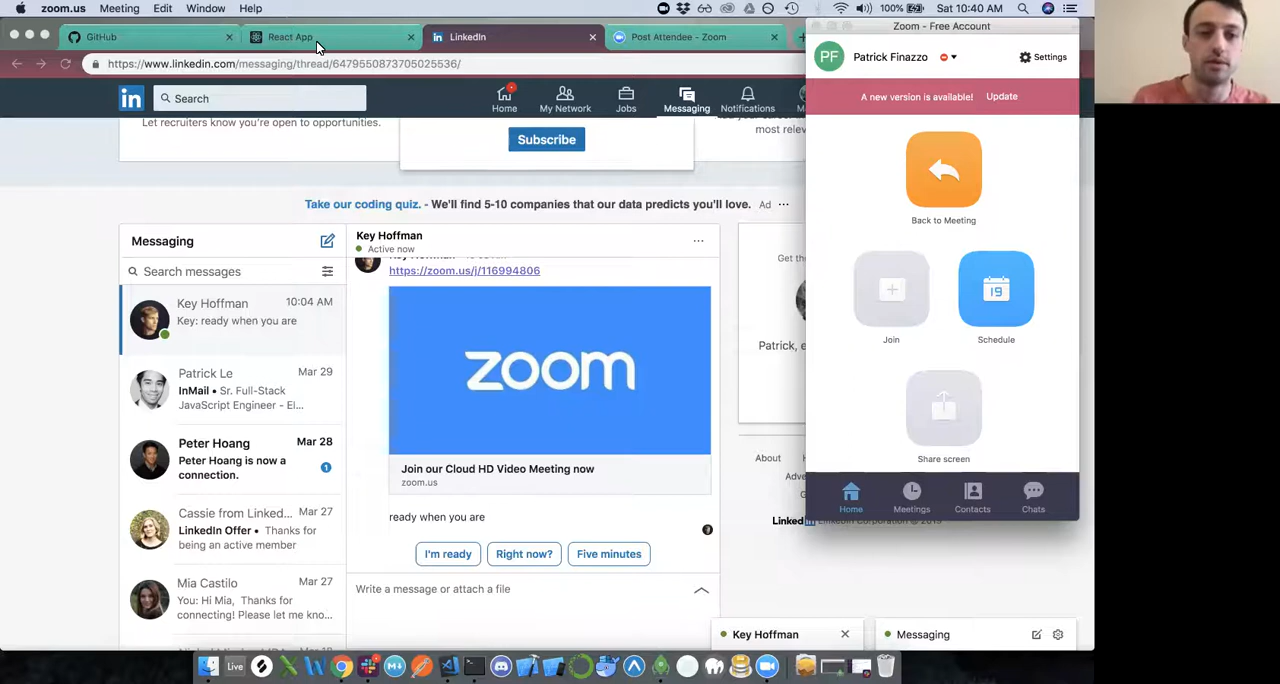 zoom.us Meeting Edit Window Help
100% Sat 10:40 AM
GitHub
React App
LinkedIn
Post Attendee - Zoom
https://www.linkedin.com/messaging/thread/6479550873705025536/
in Search
Home
My Network
Jobs
Messaging
Notifications
Let recruiters know you're open to opportunities.
Subscribe
most
Take our coding quiz. - We'll find 5-10 companies that our data predicts you'll love. Ad ...
Messaging
Search messages
Key Hoffman 10:04 AM
Key: ready when you are
Patrick Le Mar 29
InMail • Sr. Full-Stack
JavaScript Engineer - El...
Peter Hoang Mar 28
Peter Hoang is now a
connection.
1
Cassie from Linked... Mar 27
LinkedIn Offer • Thanks for
being an active member
Mia Castilo Mar 27
You: Hi Mia, Thanks for
connecting! Please let me know...
Key Hoffman
Active now
https://zoom.us/j/116994806
zoom
Join our Cloud HD Video Meeting now
zoom.us
ready when you are
I'm ready
Right now?
Five minutes
Write a message or attach a file
Get
Patrick,
About
Key Hoffman
Messaging
Zoom - Free Account
PF Patrick Finazzo
Settings
A new version is available! Update
Back to Meeting
Join
19
Schedule
Share screen
Home
Meetings
Contacts
Chats
Live